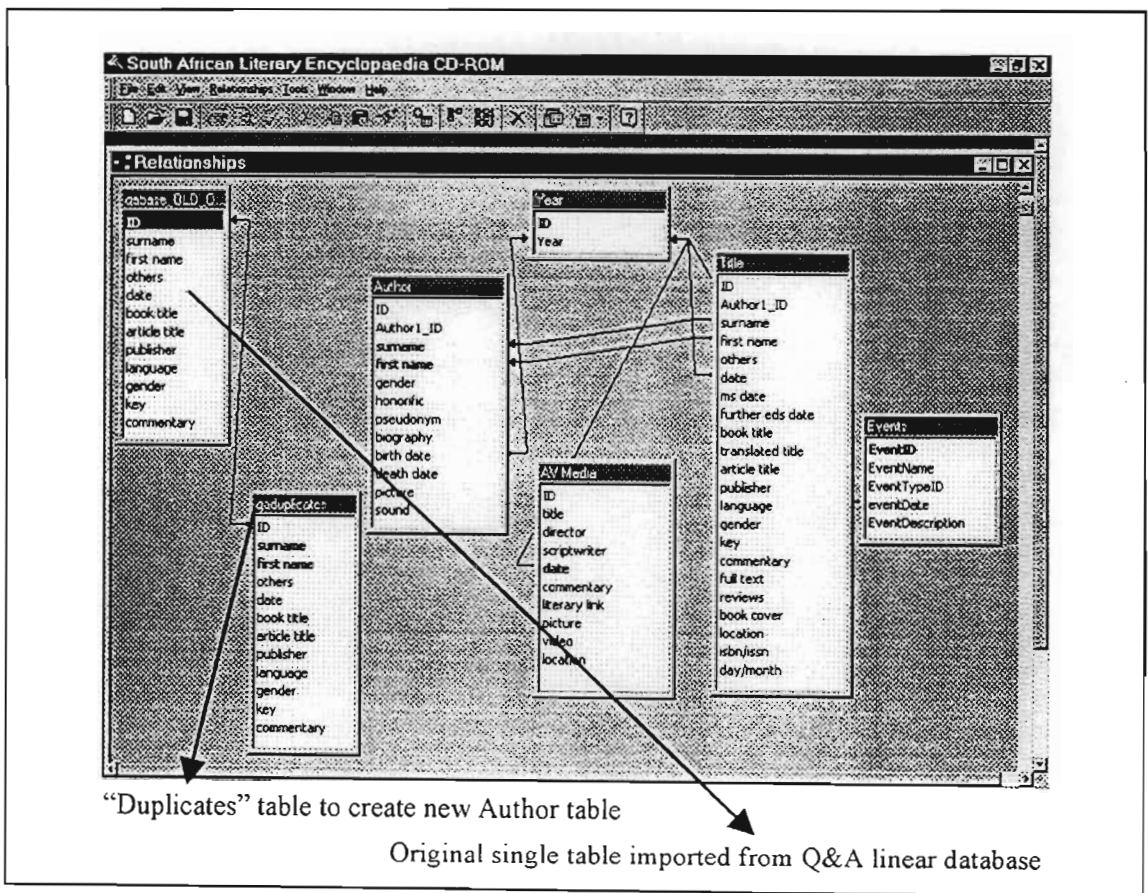 South African Literary Encyclopaedia CD-ROM
File Edit View Relationships Tools Window Help
Relationships
qabase_OLD_O...
ID
surname
first name
others
date
book title
article title
publisher
language
gender
key
commentary
qaduplicates
ID
surname
first name
others
date
book title
article title
publisher
language
gender
key
commentary
Author
ID
Author1_ID
surname
first name
gender
honorific
pseudonym
biography
birth date
death date
picture
sound
Year
ID
Year
AV Media
ID
title
director
scriptwriter
date
commentary
literary link
picture
video
location
Title
ID
Author1_ID
surname
first name
others
date
ms date
further eds date
book title
translated title
article title
publisher
language
gender
key
commentary
full text
reviews
book cover
location
isbn/issn
day/month
Events
EventID
EventName
EventTypeID
eventDate
EventDescription
"Duplicates" table to create new Author table
Original single table imported from Q&A linear database